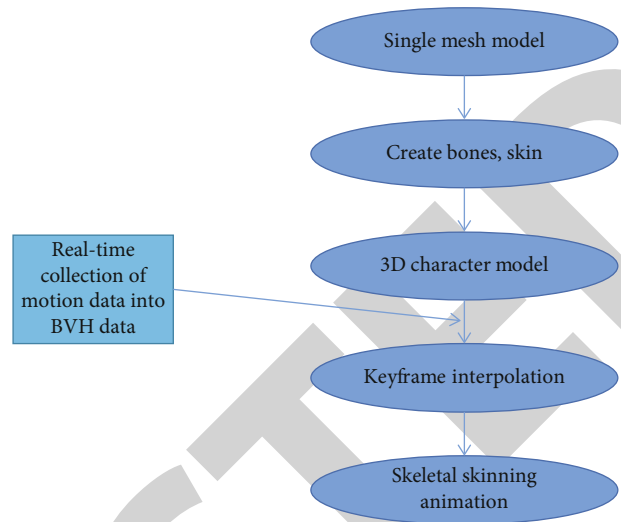 Single mesh model
Create bones, skin
Real-time
collection of
motion data into
BVH data
3D character model
Keyframe interpolation
Skeletal skinning
animation